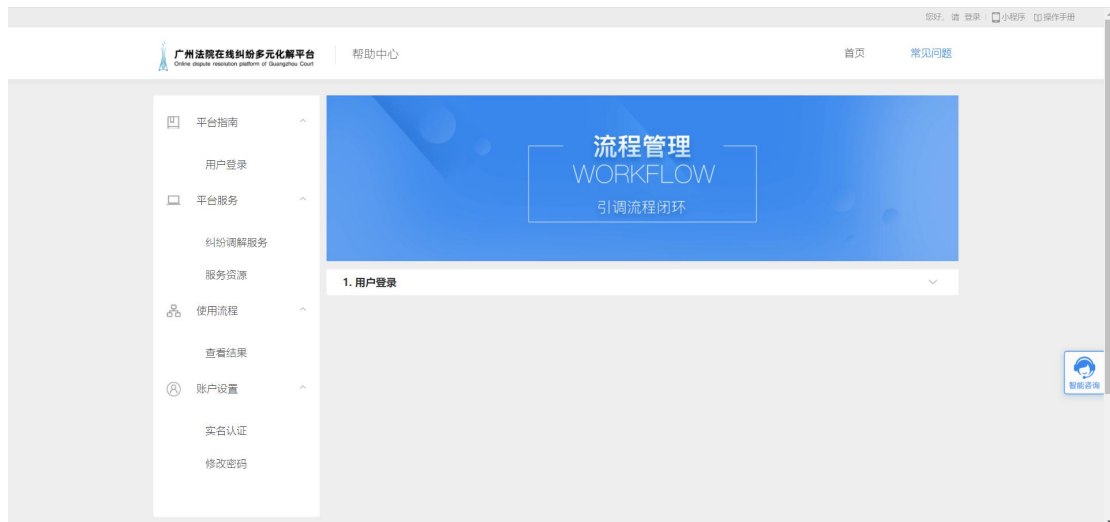 您好，请 登录 小程序 操作手册
广州法院在线纠纷多元化解平台 帮助中心 首页 常见问题
Online dispute resolution platform of Guangzhou Court
平台指南
用户登录
平台服务
纠纷调解服务
服务资源
使用流程
查看结果
账户设置
实名认证
修改密码
流程管理
WORKFLOW
引调流程闭环
1. 用户登录
智能咨询